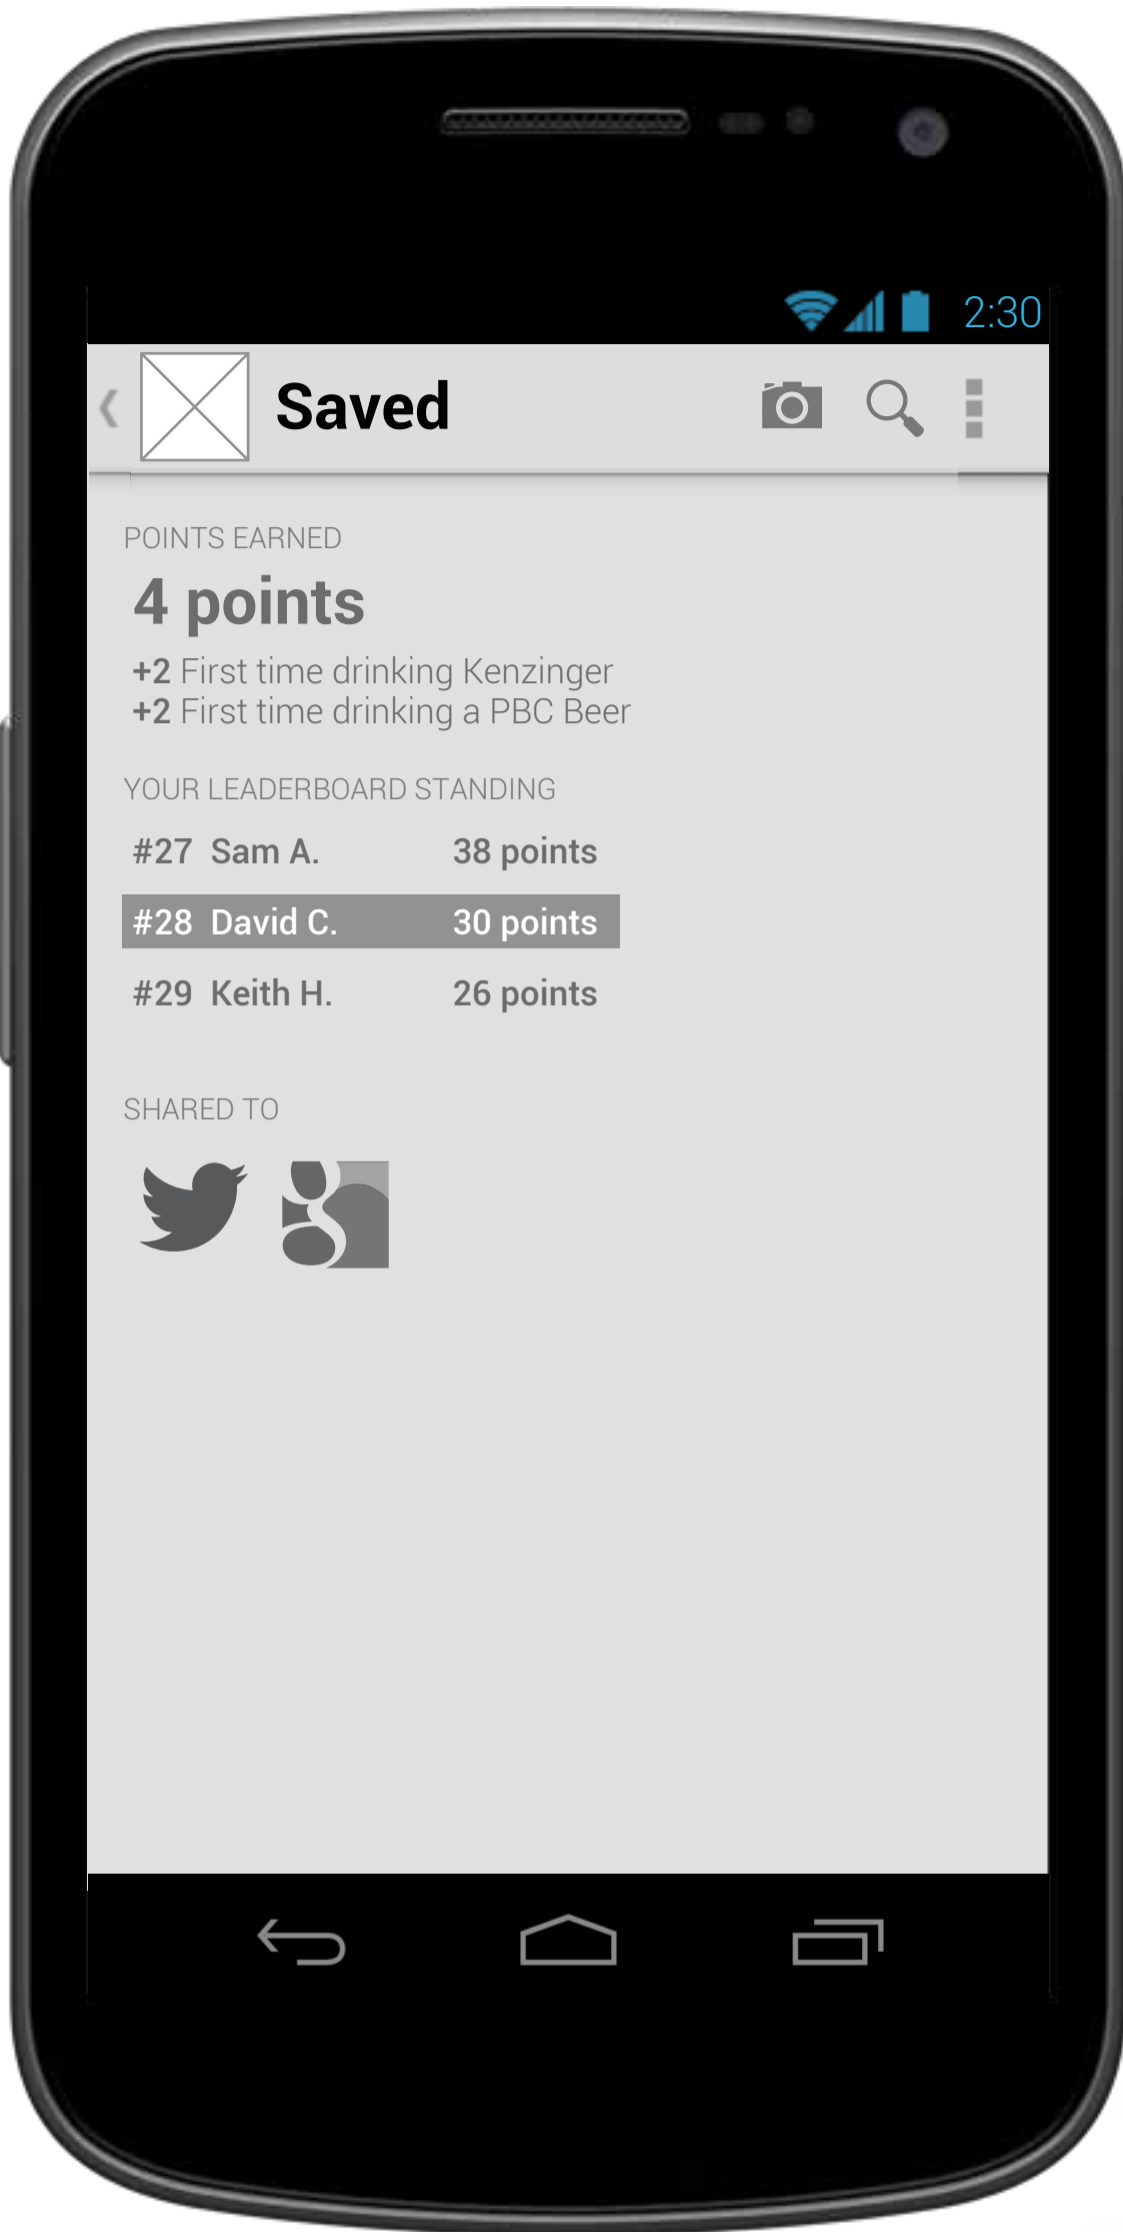 2:30
Saved
POINTS EARNED
4 points
+2 First time drinking Kenzinger
+2 First time drinking a PBC Beer
YOUR LEADERBOARD STANDING
#27 Sam A. 38 points
#28 David C. 30 points
#29 Keith H. 26 points
SHARED TO